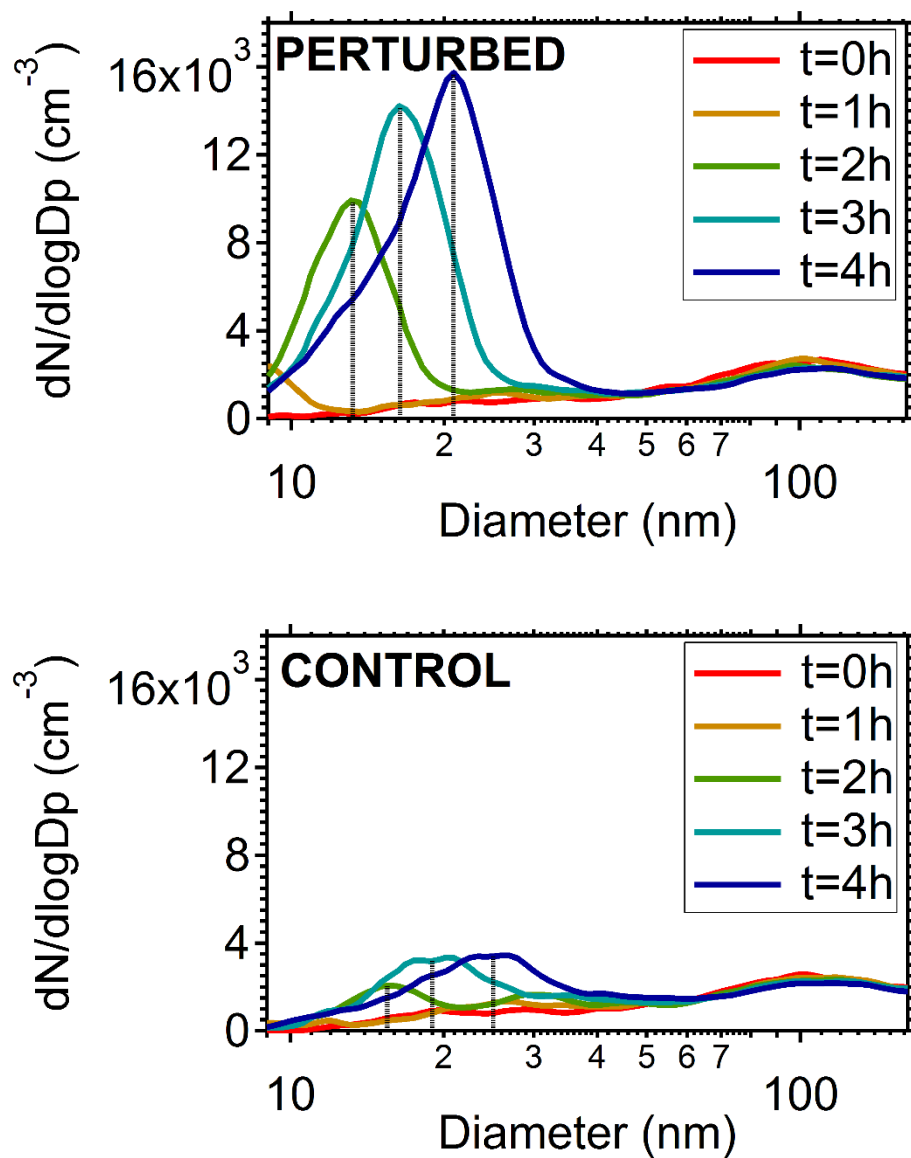 PERTURBED
dN/dlogDp (cm⁻³)
16x10³
12
8
4
0
t=0h
t=1h
t=2h
t=3h
t=4h
2 3 4 5 6 7
10 100
Diameter (nm)
CONTROL
dN/dlogDp (cm⁻³)
16x10³
12
8
4
0
t=0h
t=1h
t=2h
t=3h
t=4h
2 3 4 5 6 7
10 100
Diameter (nm)